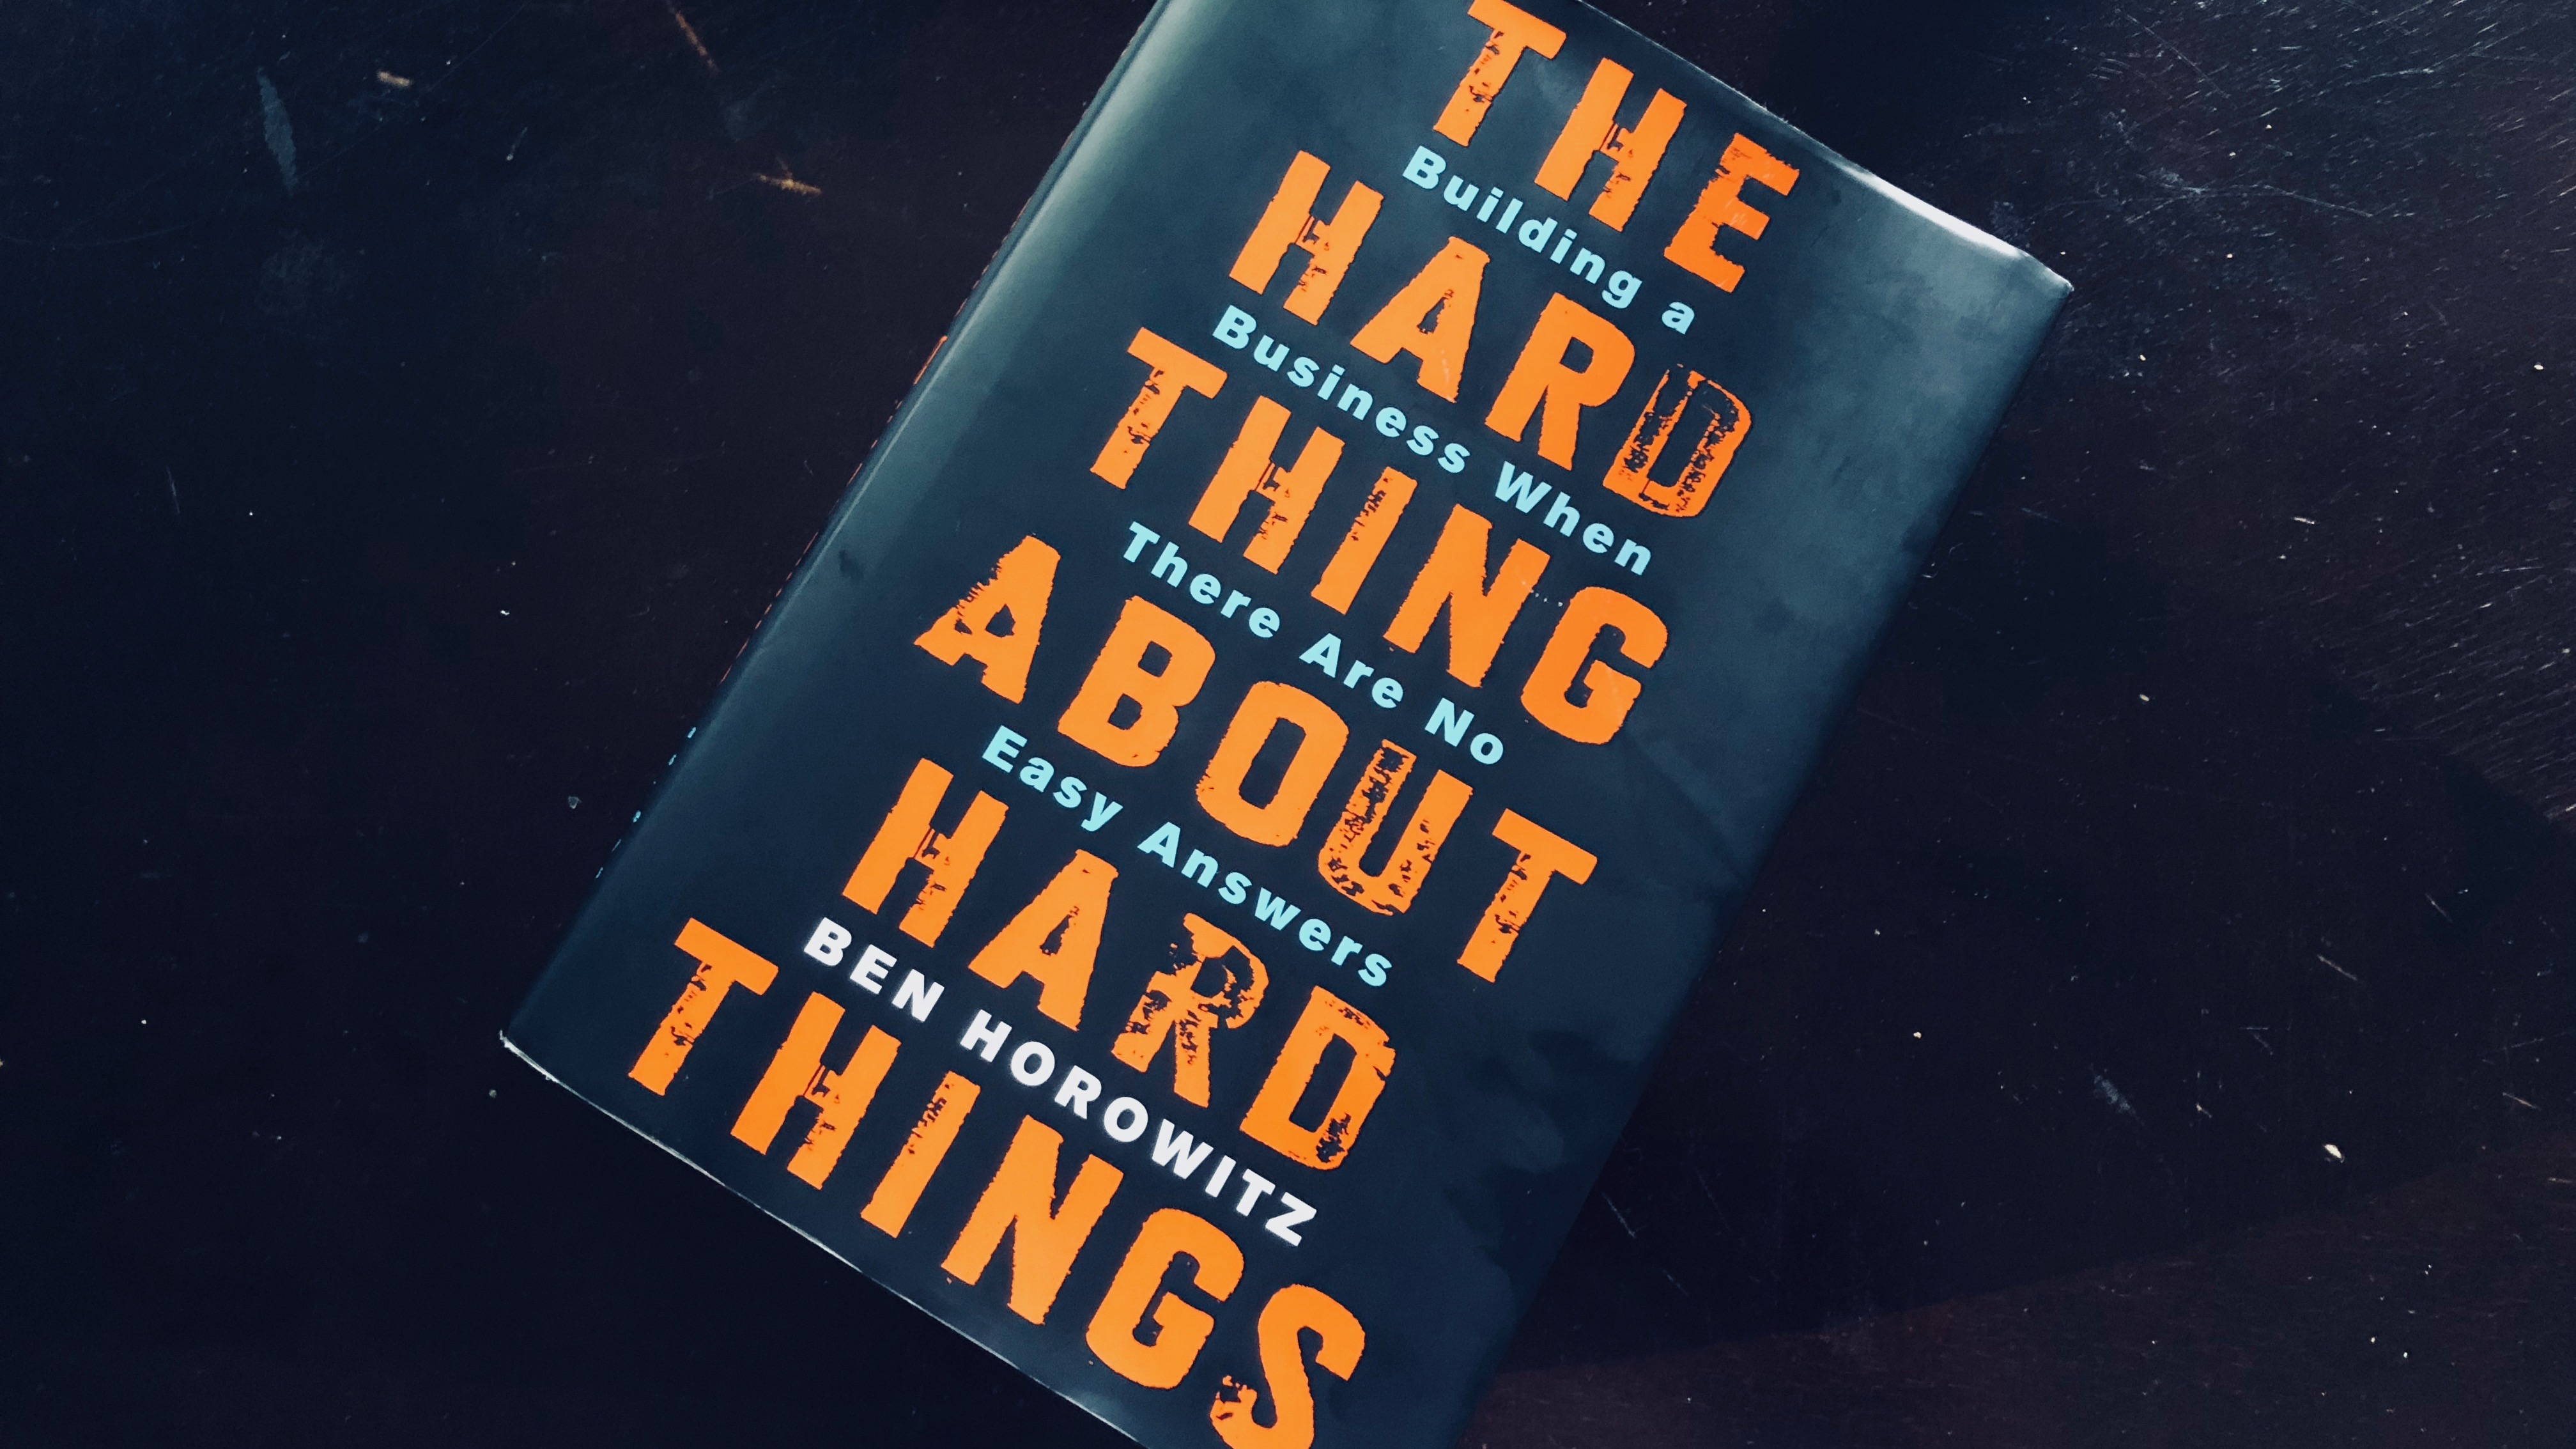 THE
Building a
HARD
Business When
THING
There Are No
ABOUT
Easy Answers
HARD
BEN HOROWITZ
THINGS